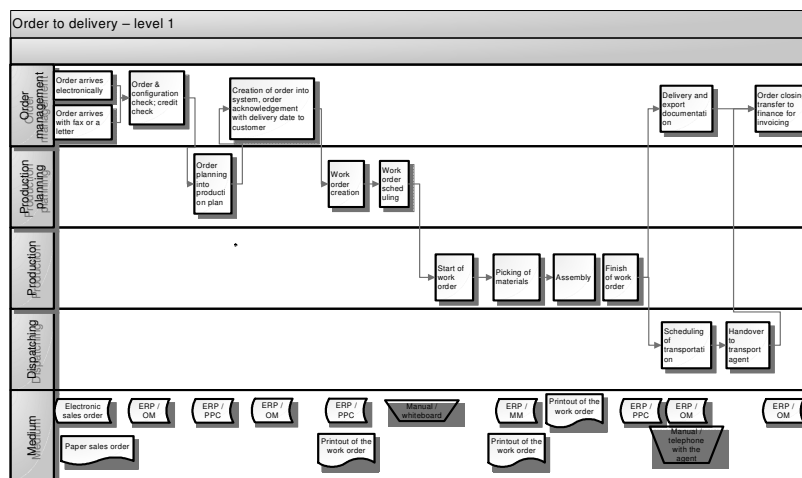 Order to delivery – level 1
Order
management
Order arrives
electronically
Order arrives
with fax or a
letter
Order &
configuration
check; credit
check
Creation of order into
system, order
acknowledgement
with delivery date to
customer
Delivery and
export
documentati
on
Order closing
transfer to
finance for
invoicing
Production
planning
Order
planning
into
producti
on plan
Work
order
creation
Work
order
sched
uling
Production
Start of
work
order
Picking of
materials
Assembly
Finish
of work
order
Dispatching
Scheduling
of
transportati
on
Handover
to
transport
agent
Medium
Electronic
sales order
ERP /
OM
ERP /
PPC
ERP /
OM
ERP /
PPC
Manual /
whiteboard
ERP /
MM
Printout of the
work order
ERP /
PPC
ERP /
OM
ERP /
OM
Paper sales order
Printout of the
work order
Printout of the
work order
Manual /
telephone
with the
agent